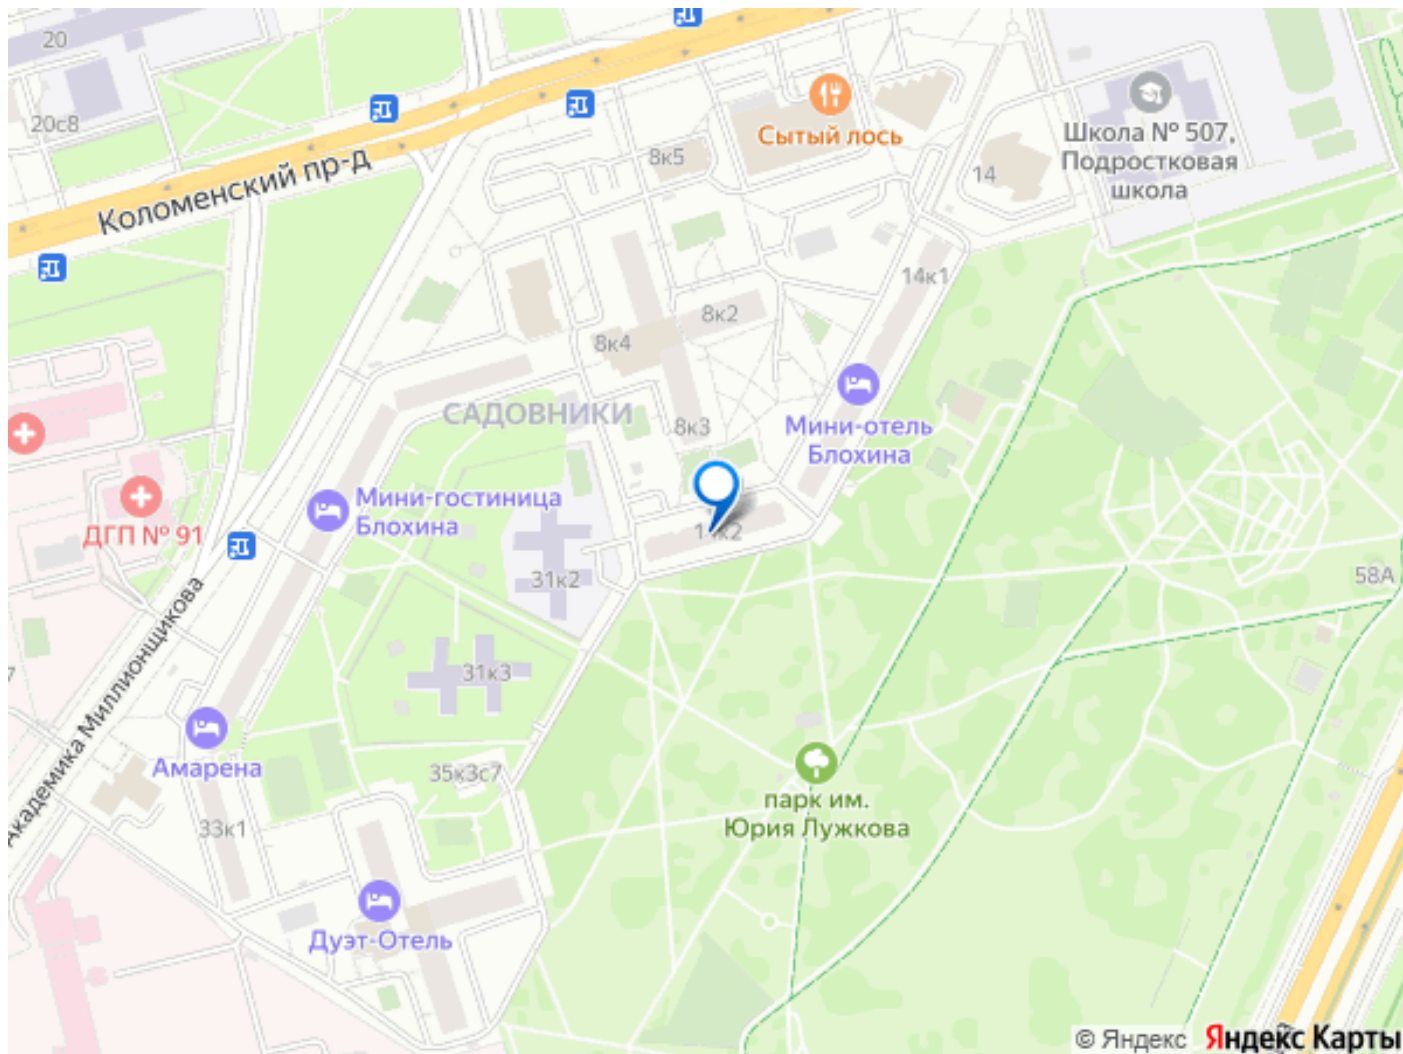 20
20с8
Коломенский пр-д
8к5
Сытый лось
Школа № 507,
Подростковая
школа
14
14к1
8к2
8к4
САДОВНИКИ
8к3
Мини-отель
Блохина
Мини-гостиница
Блохина
ДГП № 91
14к2
31к2
58А
Академика Миллионщикова
31к3
Амарена
35к3с7
парк им.
Юрия Лужкова
33к1
Дуэт-Отель
© Яндекс Яндекс Карты